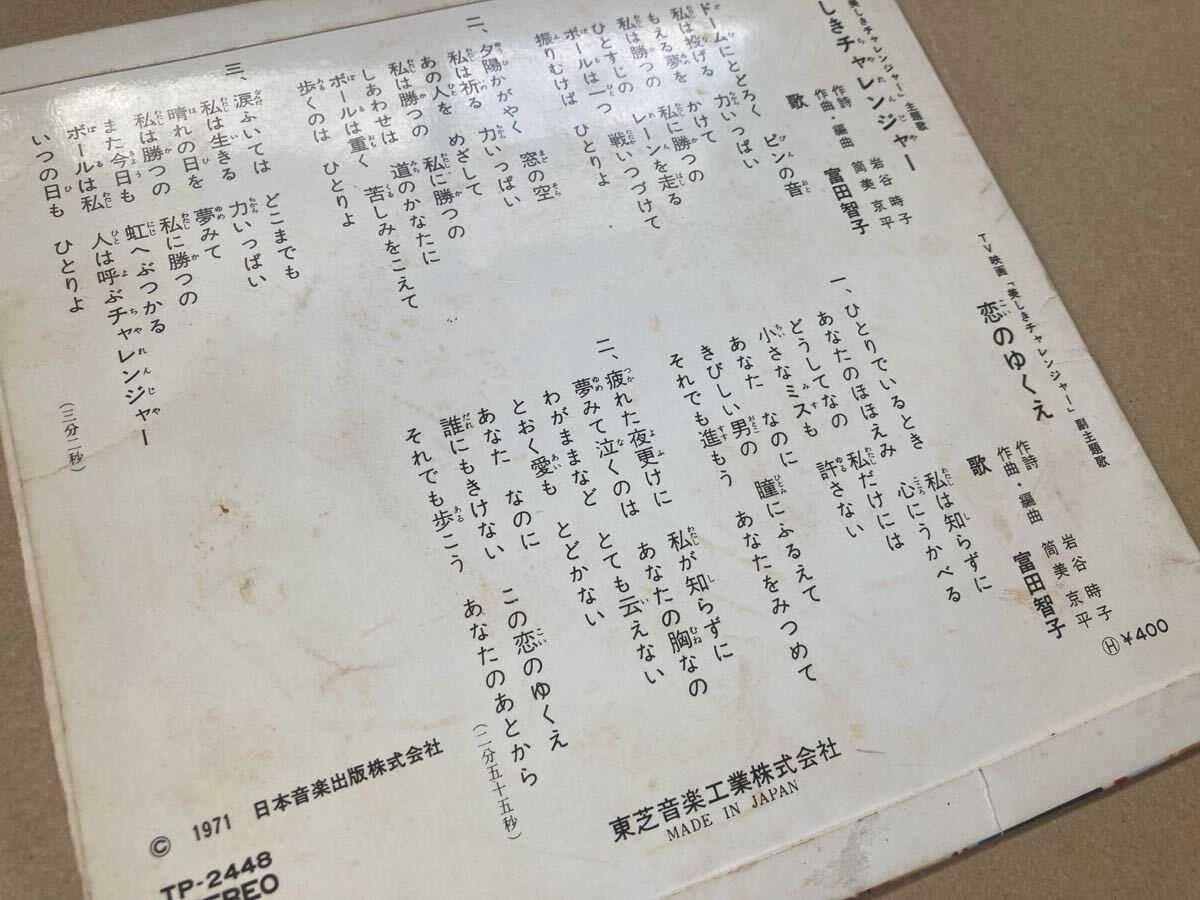 美しきチャレンジャー」主題歌
しきチャレンジャー
作詩 岩谷時子
作曲・編曲 筒美京平
歌 富田智子
ドームにとどろく ピンの音
私は投げる 力いっぱい
もえる夢を かけて
私は勝つの 私に勝つの
ひとすじの レーンを走る
ボールは一つ 戦いつづけて
振りむけば ひとりよ
二、夕陽かがやく 窓の空
私は祈る 力いっぱい
あの人を めざして
私は勝つの 私に勝つの
しあわせは 道のかなたに
ボールは重く 苦しみをこえて
歩くのは ひとりよ
三、涙ふいては どこまでも
私は生きる 力いっぱい
晴れの日を 夢みて
私は勝つの 私に勝つの
また今日も 虹へぶつかる
ボールは私 人は呼ぶチャレンジャー
いつの日も ひとりよ
(三分二秒)
TV映画「美しきチャレンジャー」副主題歌
恋のゆくえ
作詩 岩谷時子
作曲・編曲 筒美京平
歌 富田智子
一、ひとりでいるとき 私は知らずに
あなたのほほえみ 心にうかべる
どうしてなの 私だけには
小さなミスも 許さない
あなた なのに 瞳にふるえて
きびしい男の あなたをみつめて
それでも進もう
二、疲れた夜更けに 私が知らずに
夢みて泣くのは あなたの胸なの
わがままなど とても云えない
とおく愛も とどかない
あなた なのに この恋のゆくえ
誰にもきけない あなたのあとから
それでも歩こう
(二分五十五秒)
Ⓗ¥400
東芝音楽工業株式会社
MADE IN JAPAN
© 1971 日本音楽出版株式会社
TP-2448
STEREO